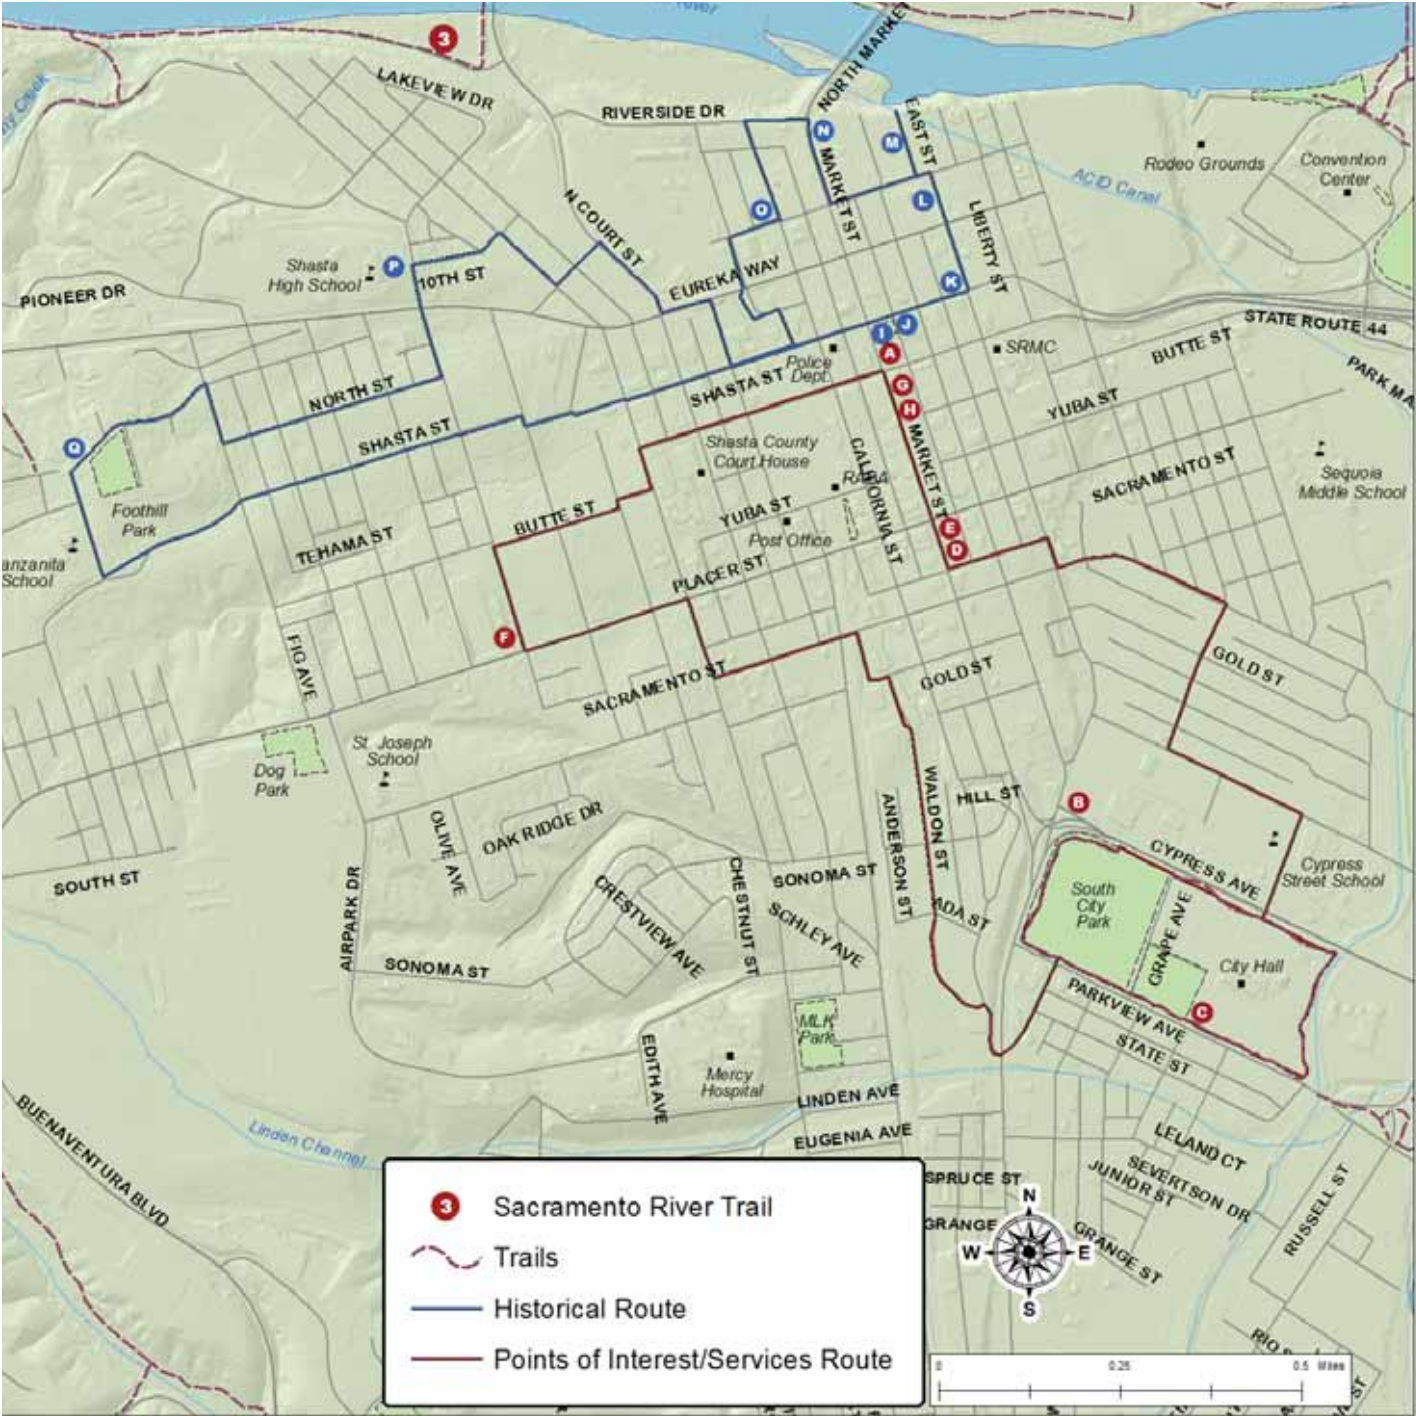 River
3
LAKEVIEW DR
RIVERSIDE DR
NORTH MARKET
EAST ST
N
M
MARKET ST
Rodeo Grounds
Convention
Center
ACID Canal
O
L
LIBERTY ST
N COURT ST
Shasta
High School
P
10TH ST
EUREKA WAY
K
PIONEER DR
STATE ROUTE 44
I
J
A
Police
Dept.
SRMC
BUTTE ST
PARK MA
SHASTA ST
G
H
NORTH ST
YUBA ST
Q
SHASTA ST
Shasta County
Court House
CALIFORNIA ST
MARKET ST
RABA
SACRAMENTO ST
Sequoia
Middle School
Foothill
Park
BUTTE ST
YUBA ST
Post Office
E
D
TEHAMA ST
anzanita
School
PLACER ST
F
FIG AVE
SACRAMENTO ST
GOLD ST
GOLD ST
St. Joseph
School
Dog
Park
OLIVE AVE
OAK RIDGE DR
WALDON ST
HILL ST
ANDERSON ST
B
CYPRESS AVE
Cypress
Street School
SOUTH ST
AIRPARK DR
CRESTVIEW AVE
CHESTNUT ST
SONOMA ST
SCHLEY AVE
ADA ST
South
City
Park
GRAPE AVE
City Hall
SONOMA ST
C
PARKVIEW AVE
STATE ST
MLK
Park
EDITH AVE
Mercy
Hospital
LINDEN AVE
EUGENIA AVE
BUENAVENTURA BLVD
Linden Channel
LELAND CT
SEVERTSON DR
JUNIOR ST
RUSSELL ST
SPRUCE ST
GRANGE
GRANGE ST
N
W
E
S
3 Sacramento River Trail
Trails
Historical Route
Points of Interest/Services Route
RIO
0 0.25 0.5 Miles
ST